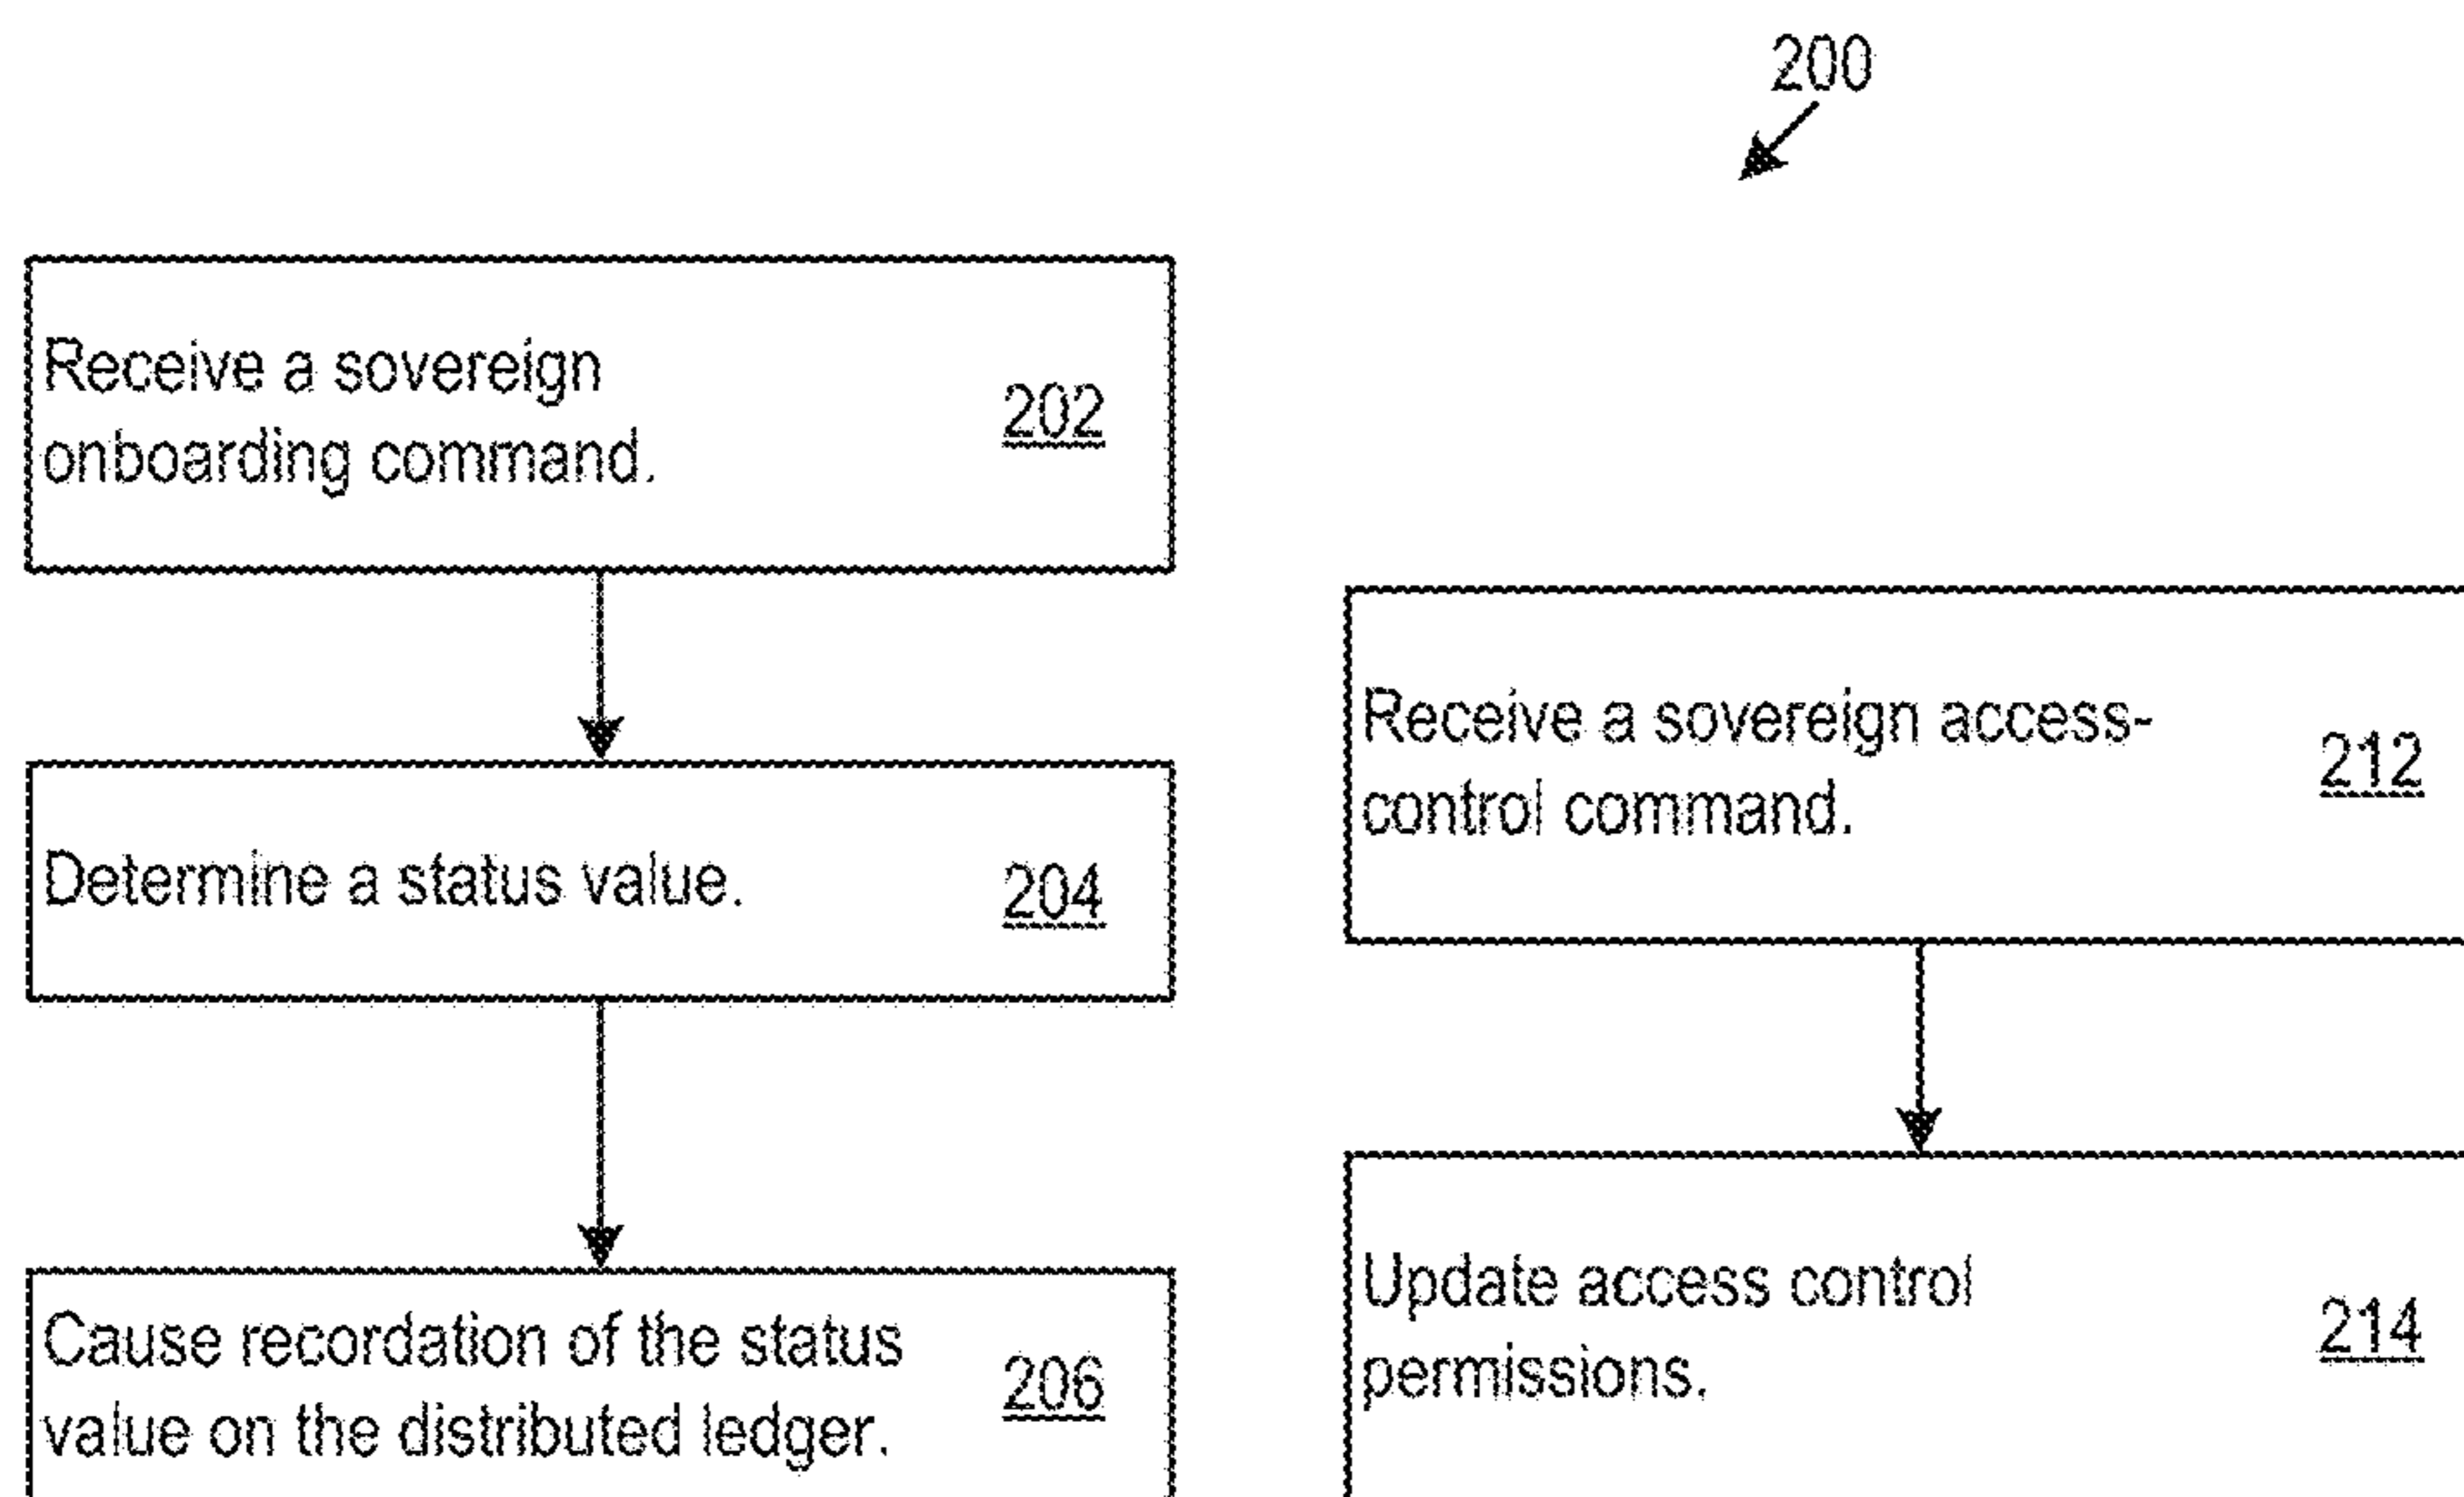 200
Receive a sovereign
onboarding command.
202
Determine a status value.
204
Cause recordation of the status
value on the distributed ledger.
206
Receive a sovereign access-
control command.
212
Update access control
permissions.
214